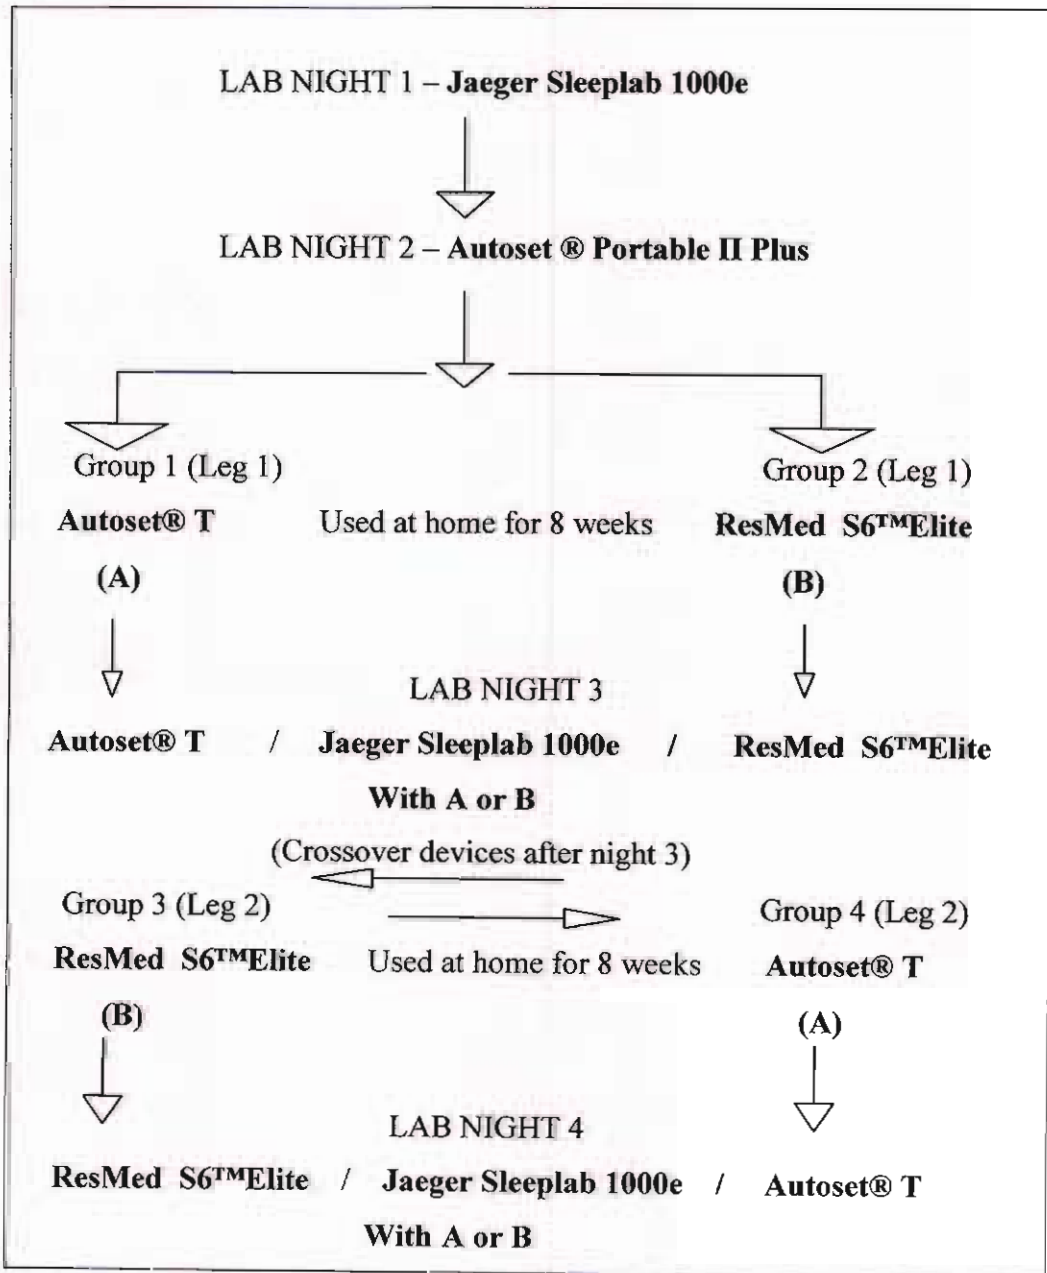 LAB NIGHT 1 – Jaeger Sleeplab 1000e
LAB NIGHT 2 – Autoset ® Portable II Plus
Group 1 (Leg 1)
Group 2 (Leg 1)
Autoset® T Used at home for 8 weeks ResMed S6™Elite
(A)
(B)
LAB NIGHT 3
Autoset® T / Jaeger Sleeplab 1000e / ResMed S6™Elite
With A or B
(Crossover devices after night 3)
Group 3 (Leg 2)
Group 4 (Leg 2)
ResMed S6™Elite Used at home for 8 weeks Autoset® T
(B)
(A)
LAB NIGHT 4
ResMed S6™Elite / Jaeger Sleeplab 1000e / Autoset® T
With A or B